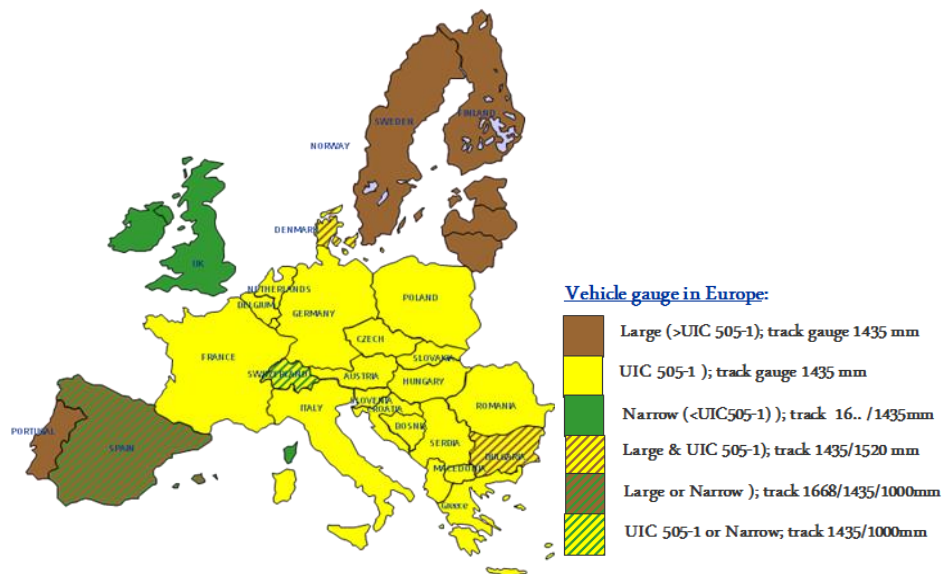 FINLAND
SWEDEN
NORWAY
DENMARK
UK
NETHERLANDS
BELGIUM
GERMANY
POLAND
CZECH
FRANCE
SLOVAKIA
SWITZERLAND
AUSTRIA
HUNGARY
ITALY
SLOVENIA
CROATIA
ROMANIA
PORTUGAL
SPAIN
BOSNI
SERDIA
BULGARIA
MACEDONIA
Greece
Vehicle gauge in Europe:
Large (>UIC 505-1); track gauge 1435 mm
UIC 505-1 ); track gauge 1435 mm
Narrow (<UIC505-1) ); track 16.. /1435mm
Large & UIC 505-1); track 1435/1520 mm
Large or Narrow ); track 1668/1435/1000mm
UIC 505-1 or Narrow; track 1435/1000mm